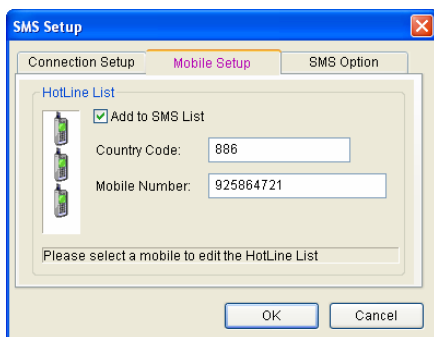 SMS Setup
Connection Setup Mobile Setup SMS Option
HotLine List
Add to SMS List
Country Code: 886
Mobile Number: 925864721
Please select a mobile to edit the HotLine List
OK Cancel